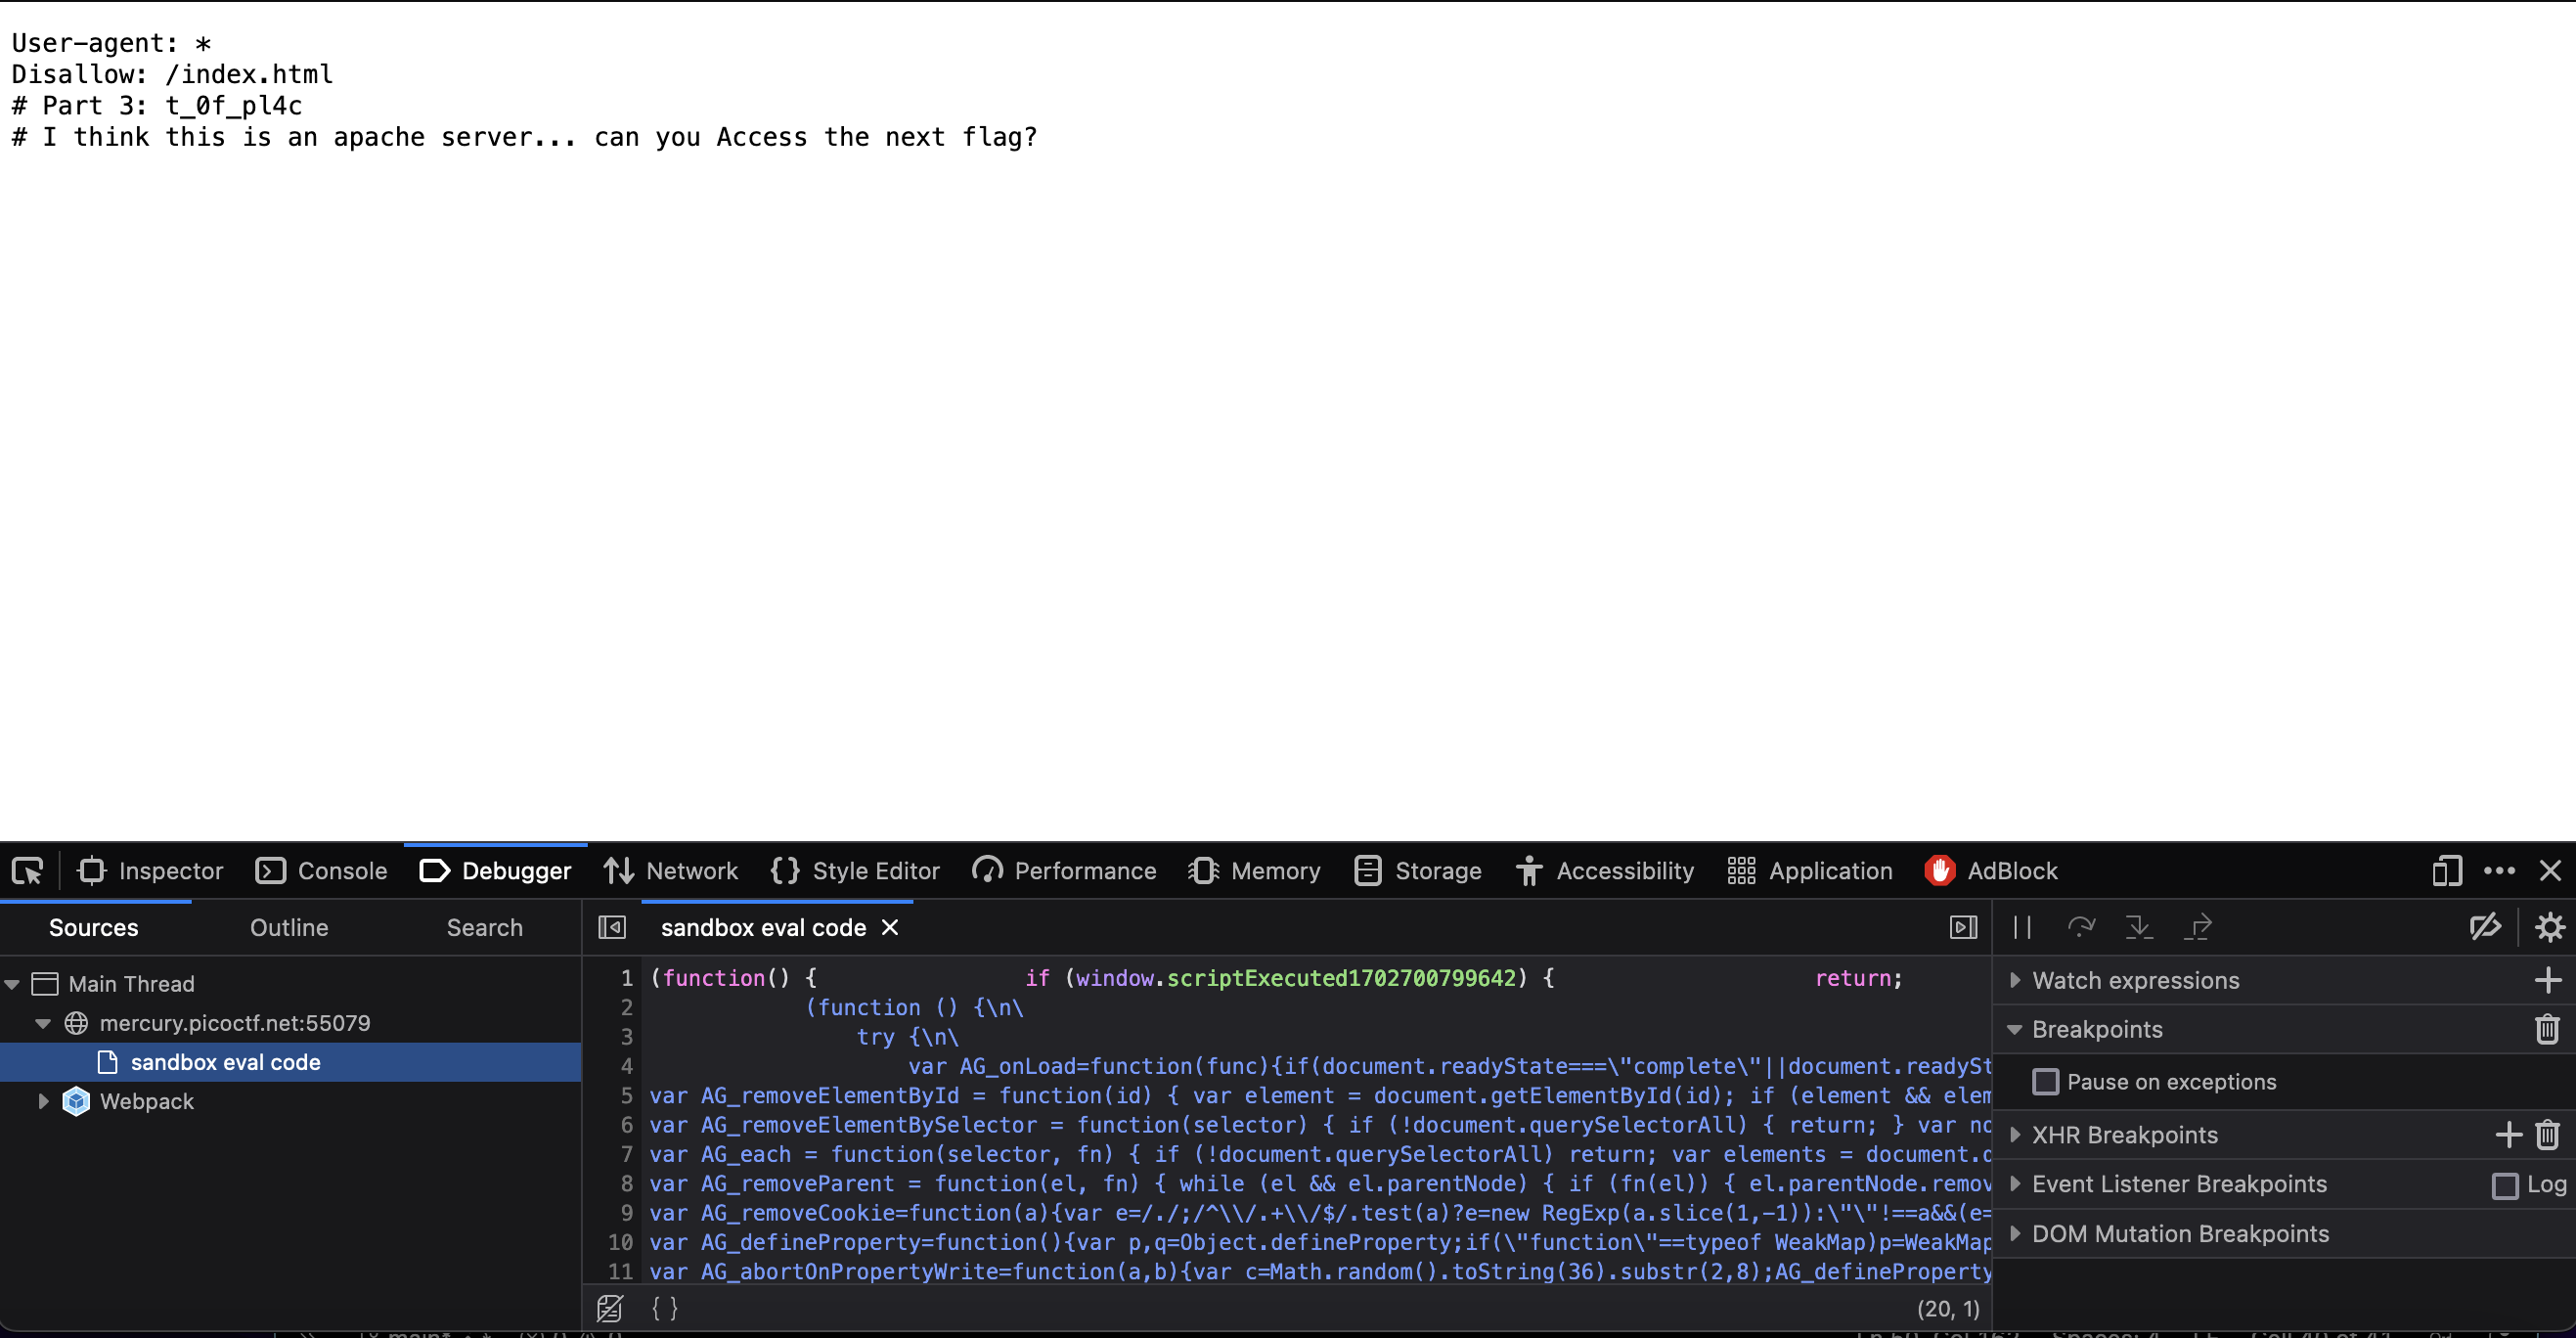 User-agent: *
Disallow: /index.html
# Part 3: t_0f_pl4c
# I think this is an apache server... can you Access the next flag?
Inspector Console Debugger Network Style Editor Performance Memory Storage Accessibility Application AdBlock
Sources Outline Search
sandbox eval code
Main Thread
mercury.picoctf.net:55079
sandbox eval code
Webpack
1 (function() { if (window.scriptExecuted1702700799642) { return;
2 (function () {\n\
3 try {\n\
4 var AG_onLoad=function(func){if(document.readyState===\"complete\"||document.readySt
5 var AG_removeElementById = function(id) { var element = document.getElementById(id); if (element && elem
6 var AG_removeElementBySelector = function(selector) { if (!document.querySelectorAll) { return; } var no
7 var AG_each = function(selector, fn) { if (!document.querySelectorAll) return; var elements = document.q
8 var AG_removeParent = function(el, fn) { while (el && el.parentNode) { if (fn(el)) { el.parentNode.remov
9 var AG_removeCookie=function(a){var e=/./;/^\\/.+\\/$/.test(a)?e=new RegExp(a.slice(1,-1)):\"\"!==a&&(e=
10 var AG_defineProperty=function(){var p,q=Object.defineProperty;if(\"function\"==typeof WeakMap)p=WeakMap
11 var AG_abortOnPropertyWrite=function(a,b){var c=Math.random().toString(36).substr(2,8);AG_defineProperty
(20, 1)
Watch expressions
Breakpoints
Pause on exceptions
XHR Breakpoints
Event Listener Breakpoints Log
DOM Mutation Breakpoints